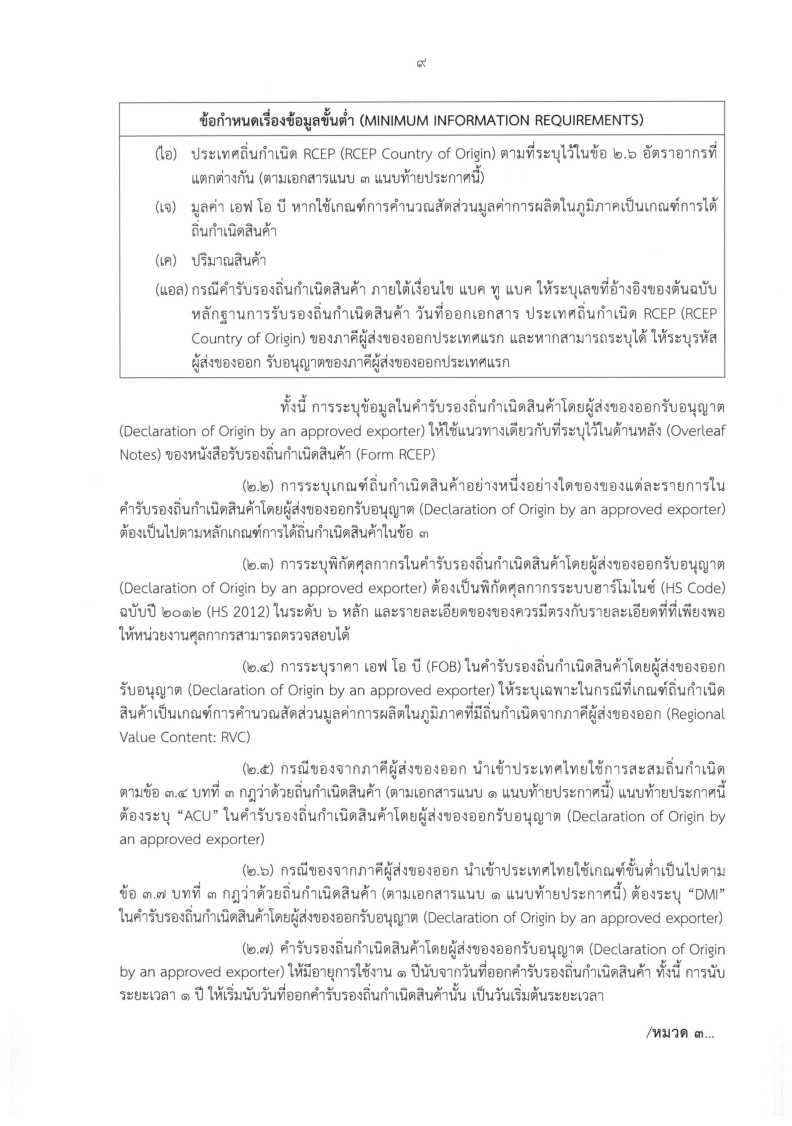 ๙
ข้อกำหนดเรื่องข้อมูลขั้นต่ำ (MINIMUM INFORMATION REQUIREMENTS)
(ไอ) ประเทศถิ่นกำเนิด RCEP (RCEP Country of Origin) ตามที่ระบุไว้ในข้อ ๒.๖ อัตราอากรที่
แตกต่างกัน (ตามเอกสารแนบ ๓ แนบท้ายประกาศนี้)
(เจ) มูลค่า เอฟ โอ บี หากใช้เกณฑ์การคำนวณสัดส่วนมูลค่าการผลิตในภูมิภาคเป็นเกณฑ์การได้
ถิ่นกำเนิดสินค้า
(เค) ปริมาณสินค้า
(แอล) กรณีคำรับรองถิ่นกำเนิดสินค้า ภายใต้เงื่อนไข แบค ทู แบค ให้ระบุเลขที่อ้างอิงของต้นฉบับ
หลักฐานการรับรองถิ่นกำเนิดสินค้า วันที่ออกเอกสาร ประเทศถิ่นกำเนิด RCEP (RCEP
Country of Origin) ของภาคีผู้ส่งของออกประเทศแรก และหากสามารถระบุได้ ให้ระบุรหัส
ผู้ส่งของออก รับอนุญาตของภาคีผู้ส่งของออกประเทศแรก
ทั้งนี้ การระบุข้อมูลในคำรับรองถิ่นกำเนิดสินค้าโดยผู้ส่งของออกรับอนุญาต
(Declaration of Origin by an approved exporter) ให้ใช้แนวทางเดียวกับที่ระบุไว้ในด้านหลัง (Overleaf
Notes) ของหนังสือรับรองถิ่นกำเนิดสินค้า (Form RCEP)
(๒.๒) การระบุเกณฑ์ถิ่นกำเนิดสินค้าอย่างหนึ่งอย่างใดของของแต่ละรายการใน
คำรับรองถิ่นกำเนิดสินค้าโดยผู้ส่งของออกรับอนุญาต (Declaration of Origin by an approved exporter)
ต้องเป็นไปตามหลักเกณฑ์การได้ถิ่นกำเนิดสินค้าในข้อ ๓
(๒.๓) การระบุพิกัดศุลกากรในคำรับรองถิ่นกำเนิดสินค้าโดยผู้ส่งของออกรับอนุญาต
(Declaration of Origin by an approved exporter) ต้องเป็นพิกัดศุลกากรระบบฮาร์โมไนซ์ (HS Code)
ฉบับปี ๒๐๑๒ (HS 2012) ในระดับ ๖ หลัก และรายละเอียดของของควรมีตรงกับรายละเอียดที่ที่เพียงพอ
ให้หน่วยงานศุลกากรสามารถตรวจสอบได้
(๒.๔) การระบุราคา เอฟ โอ บี (FOB) ในคำรับรองถิ่นกำเนิดสินค้าโดยผู้ส่งของออก
รับอนุญาต (Declaration of Origin by an approved exporter) ให้ระบุเฉพาะในกรณีที่เกณฑ์ถิ่นกำเนิด
สินค้าเป็นเกณฑ์การคำนวณสัดส่วนมูลค่าการผลิตในภูมิภาคที่มีถิ่นกำเนิดจากภาคีผู้ส่งของออก (Regional
Value Content: RVC)
(๒.๕) กรณีของจากภาคีผู้ส่งของออก นำเข้าประเทศไทยใช้การสะสมถิ่นกำเนิด
ตามข้อ ๓.๔ บทที่ ๓ กฎว่าด้วยถิ่นกำเนิดสินค้า (ตามเอกสารแนบ ๑ แนบท้ายประกาศนี้) แนบท้ายประกาศนี้
ต้องระบุ “ACU” ในคำรับรองถิ่นกำเนิดสินค้าโดยผู้ส่งของออกรับอนุญาต (Declaration of Origin by
an approved exporter)
(๒.๖) กรณีของจากภาคีผู้ส่งของออก นำเข้าประเทศไทยใช้เกณฑ์ขั้นต่ำเป็นไปตาม
ข้อ ๓.๗ บทที่ ๓ กฎว่าด้วยถิ่นกำเนิดสินค้า (ตามเอกสารแนบ ๑ แนบท้ายประกาศนี้) ต้องระบุ “DMI”
ในคำรับรองถิ่นกำเนิดสินค้าโดยผู้ส่งของออกรับอนุญาต (Declaration of Origin by an approved exporter)
(๒.๗) คำรับรองถิ่นกำเนิดสินค้าโดยผู้ส่งของออกรับอนุญาต (Declaration of Origin
by an approved exporter) ให้มีอายุการใช้งาน ๑ ปีนับจากวันที่ออกคำรับรองถิ่นกำเนิดสินค้า ทั้งนี้ การนับ
ระยะเวลา ๑ ปี ให้เริ่มนับวันที่ออกคำรับรองถิ่นกำเนิดสินค้านั้น เป็นวันเริ่มต้นระยะเวลา
/หมวด ๓...